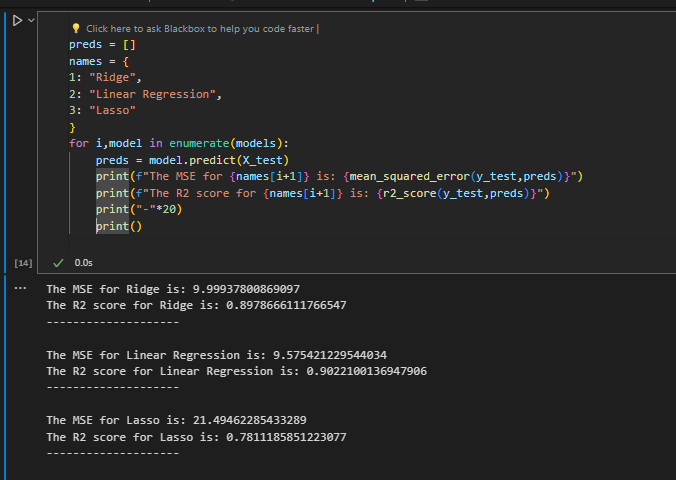 Click here to ask Blackbox to help you code faster |
preds = []
names = {
1: "Ridge",
2: "Linear Regression",
3: "Lasso"
}
for i,model in enumerate(models):
    preds = model.predict(X_test)
    print(f"The MSE for {names[i+1]} is: {mean_squared_error(y_test,preds)}")
    print(f"The R2 score for {names[i+1]} is: {r2_score(y_test,preds)}")
    print("-"*20)
    print()
[14] 0.0s
The MSE for Ridge is: 9.99937800869097
The R2 score for Ridge is: 0.8978666111766547
--------------------
The MSE for Linear Regression is: 9.575421229544034
The R2 score for Linear Regression is: 0.9022100136947906
--------------------
The MSE for Lasso is: 21.49462285433289
The R2 score for Lasso is: 0.7811185851223077
--------------------